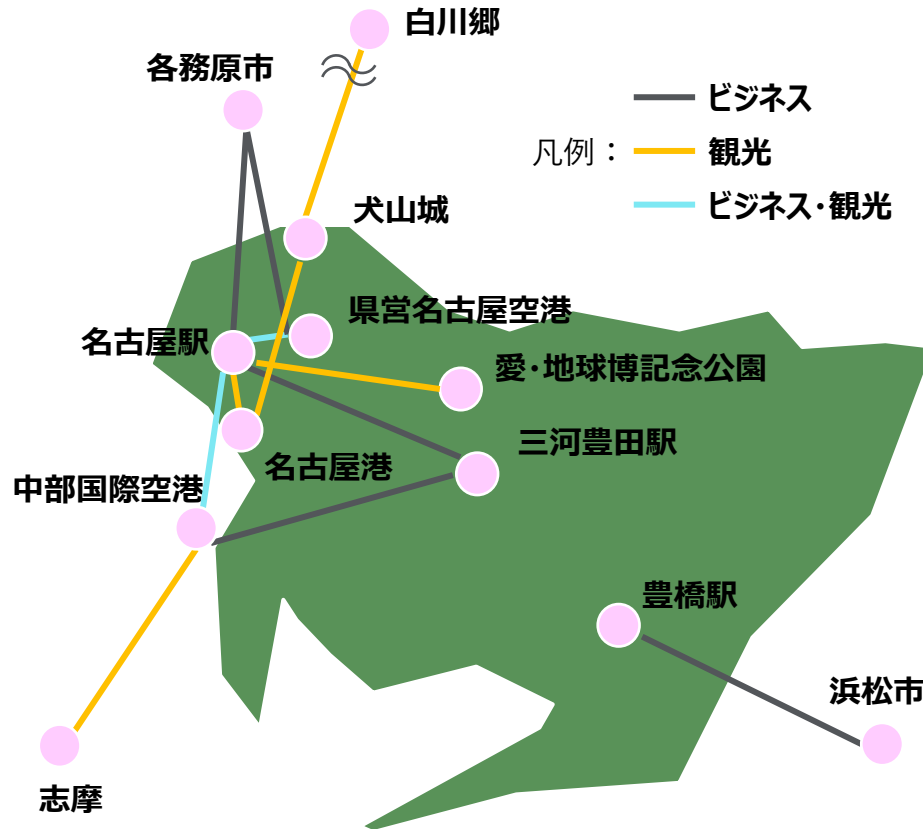 白川郷
各務原市
ビジネス
凡例：
観光
ビジネス・観光
犬山城
県営名古屋空港
名古屋駅
愛・地球博記念公園
三河豊田駅
名古屋港
中部国際空港
豊橋駅
浜松市
志摩